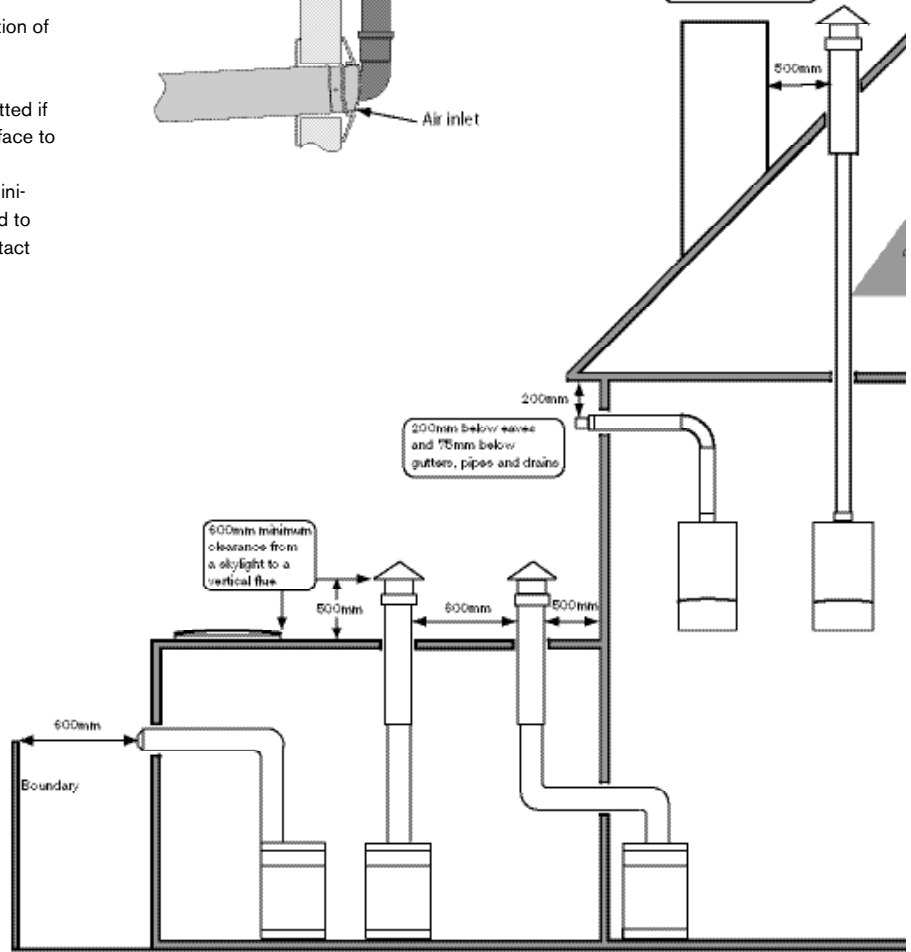 tion of
tted if
face to
ini-
d to
tact
Air inlet
500mm
200mm
200mm below eaves
and 75mm below
gutters, pipes and drains
600mm minimum
clearance from
a skylight to a
vertical flue
500mm
600mm
500mm
600mm
Boundary